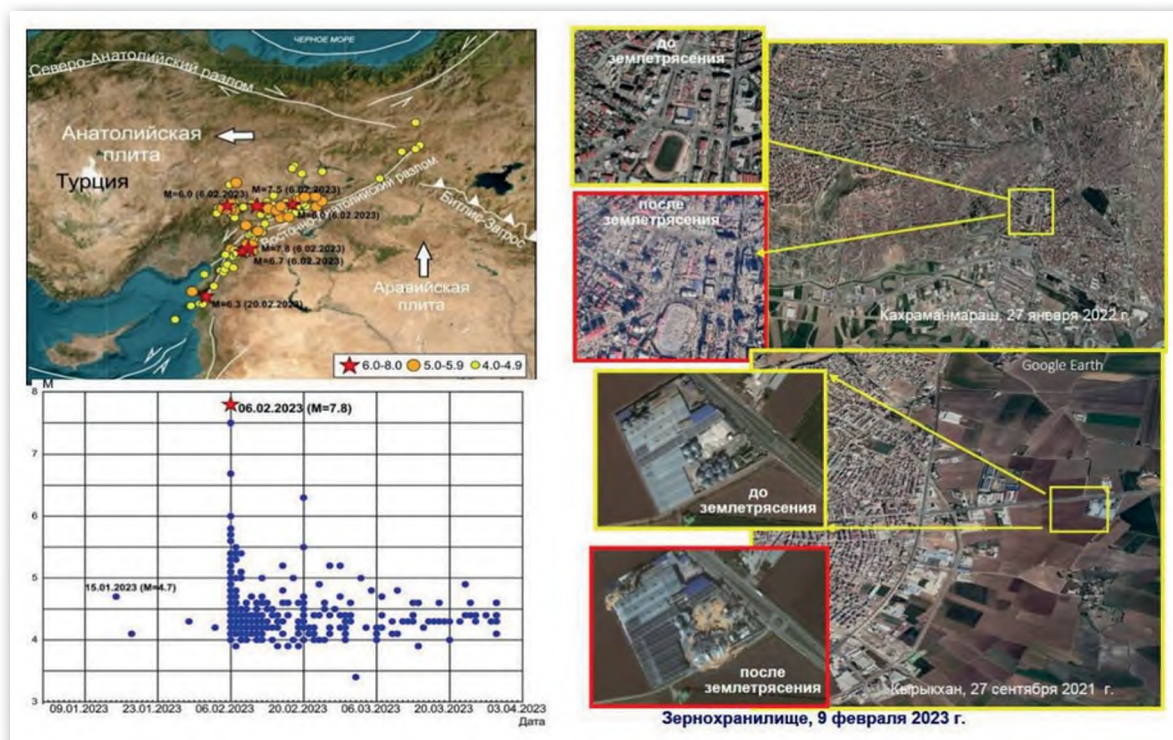 ЧЕРНОЕ МОРЕ
Северо-Анатолийский разлом
Анатолийская
плита
Турция
M=6.0 (6.02.2023)
M=7.5 (6.02.2023)
M=6.0 (6.02.2023)
Восточно-Анатолийский разлом
Битлис-Загрос
M=7.8 (6.02.2023)
M=6.7 (6.02.2023)
Аравийская
плита
M=6.3 (20.02.2023)
6.0-8.0 5.0-5.9 4.0-4.9
M
8
7
6
5
4
3
06.02.2023 (M=7.8)
15.01.2023 (M=4.7)
09.01.2023 23.01.2023 06.02.2023 20.02.2023 06.03.2023 20.03.2023 03.04.2023
Дата
до
землетрясения
после
землетрясения
Кахраманмараш, 27 января 2022 г.
Google Earth
до
землетрясения
после
землетрясения
Кырыкхан, 27 сентября 2021 г.
Зернохранилище, 9 февраля 2023 г.